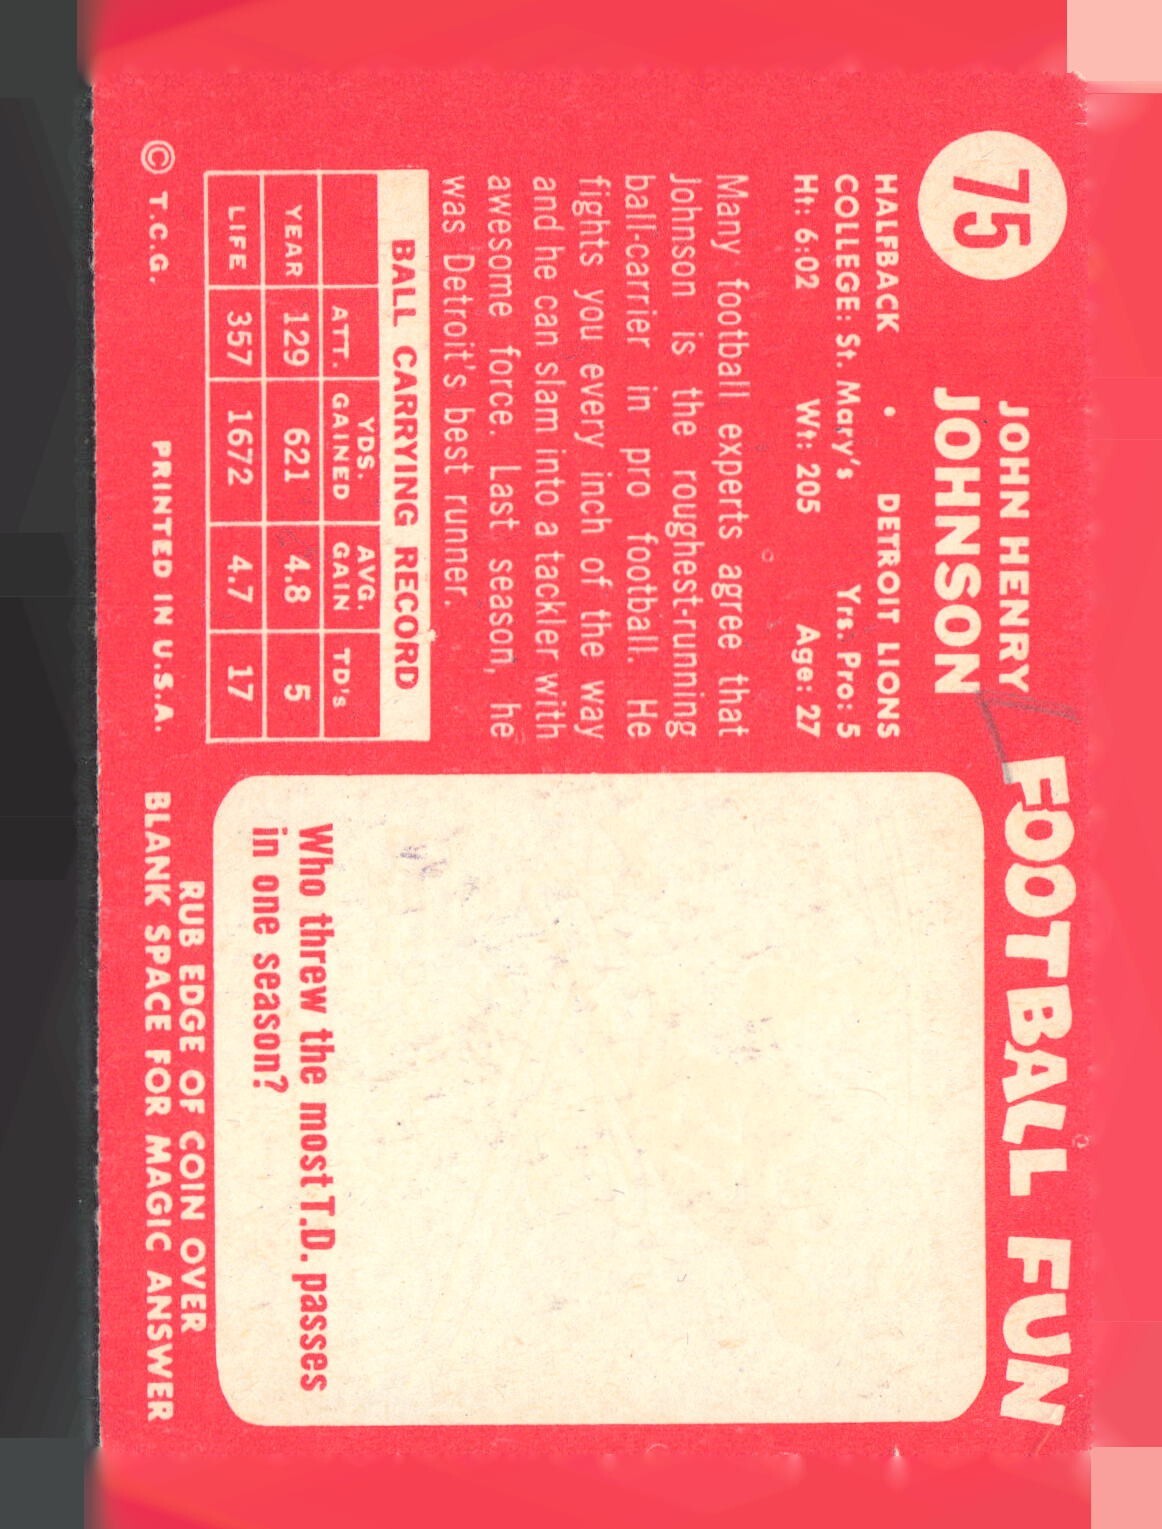 75
JOHN HENRY
JOHNSON
HALFBACK • DETROIT LIONS
COLLEGE: St. Mary's Yrs. Pro: 5
Ht: 6:02 Wt: 205 Age: 27
Many football experts agree that
Johnson is the roughest-running
ball-carrier in pro football. He
fights you every inch of the way
and he can slam into a tackler with
awesome force. Last season, he
was Detroit's best runner.
BALL CARRYING RECORD
ATT. YDS. GAINED AVG. GAIN TD's
YEAR 129 621 4.8 5
LIFE 357 1672 4.7 17
© T.C.G. PRINTED IN U.S.A.
FOOTBALL FUN
Who threw the most T.D. passes
in one season?
RUB EDGE OF COIN OVER
BLANK SPACE FOR MAGIC ANSWER